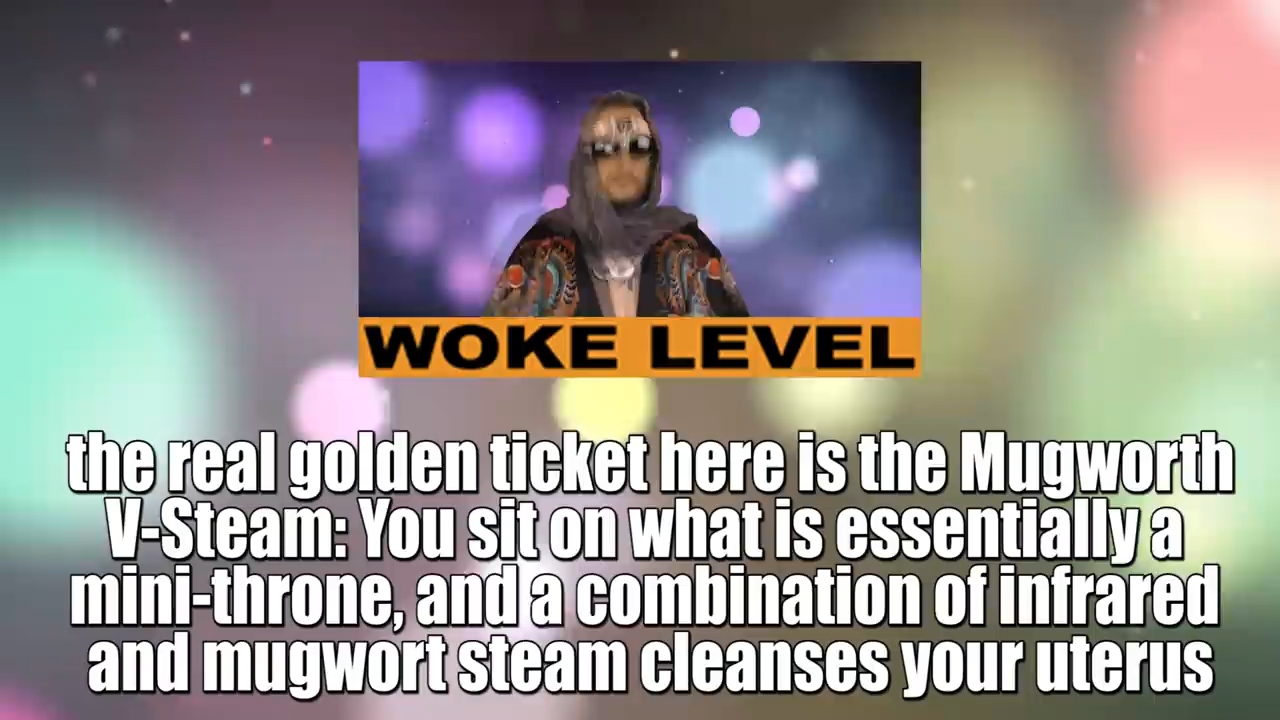 WOKE LEVEL
the real golden ticket here is the Mugworth
V-Steam: You sit on what is essentially a
mini-throne, and a combination of infrared
and mugwort steam cleanses your uterus